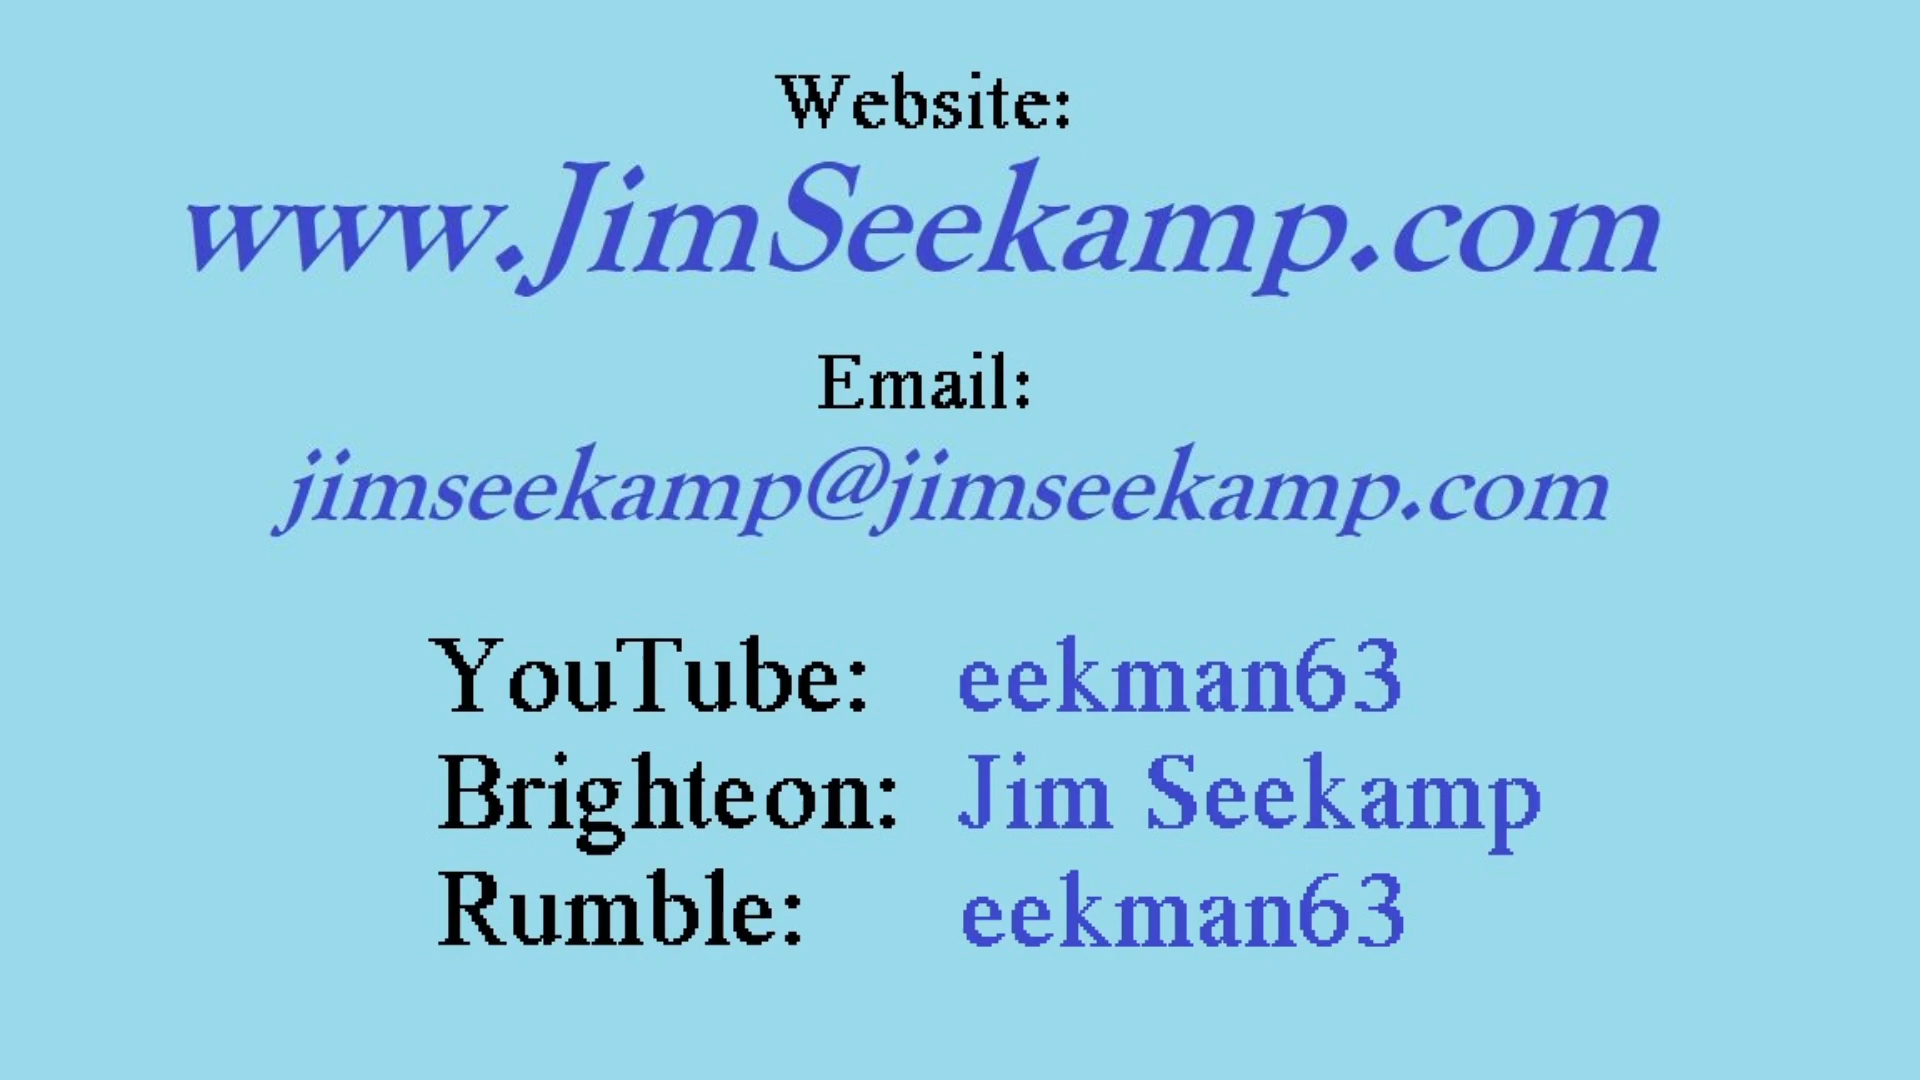 Website:
www.JimSeekamp.com
Email:
jimseekamp@jimseekamp.com
YouTube: eekman63
Brighteon: Jim Seekamp
Rumble: eekman63